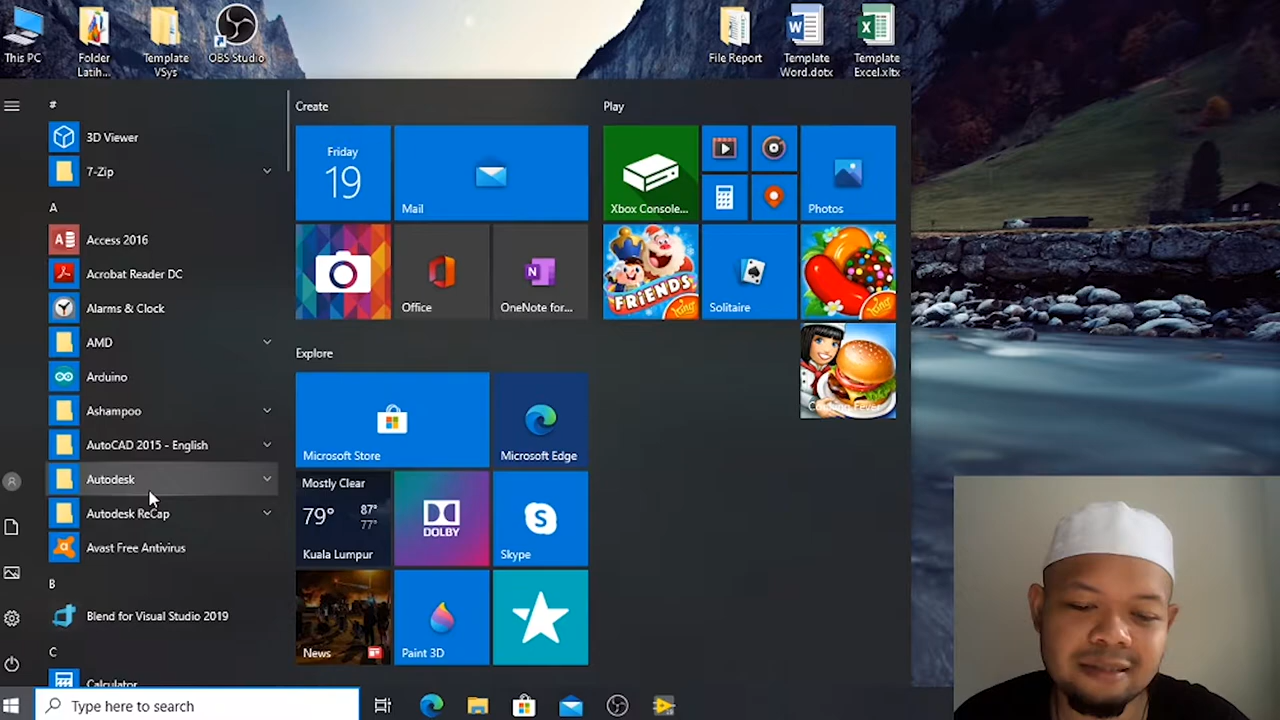 This PC
Folder
Latih...
Template
VSys
OBS Studio
File Report
Template
Word.dotx
Template
Excel.xltx
#
3D Viewer
7-Zip
A
Access 2016
Acrobat Reader DC
Alarms & Clock
AMD
Arduino
Ashampoo
AutoCAD 2015 - English
Autodesk
Autodesk ReCap
Avast Free Antivirus
B
Blend for Visual Studio 2019
C
Calculator
Create
Friday
19
Mail
Office
OneNote for...
Explore
Microsoft Store
Microsoft Edge
Mostly Clear
79°
87°
77°
Kuala Lumpur
DOLBY
Skype
News
Paint 3D
Play
Xbox Console...
Photos
FRIENDS
King
Solitaire
King
Cooking Fever
Type here to search